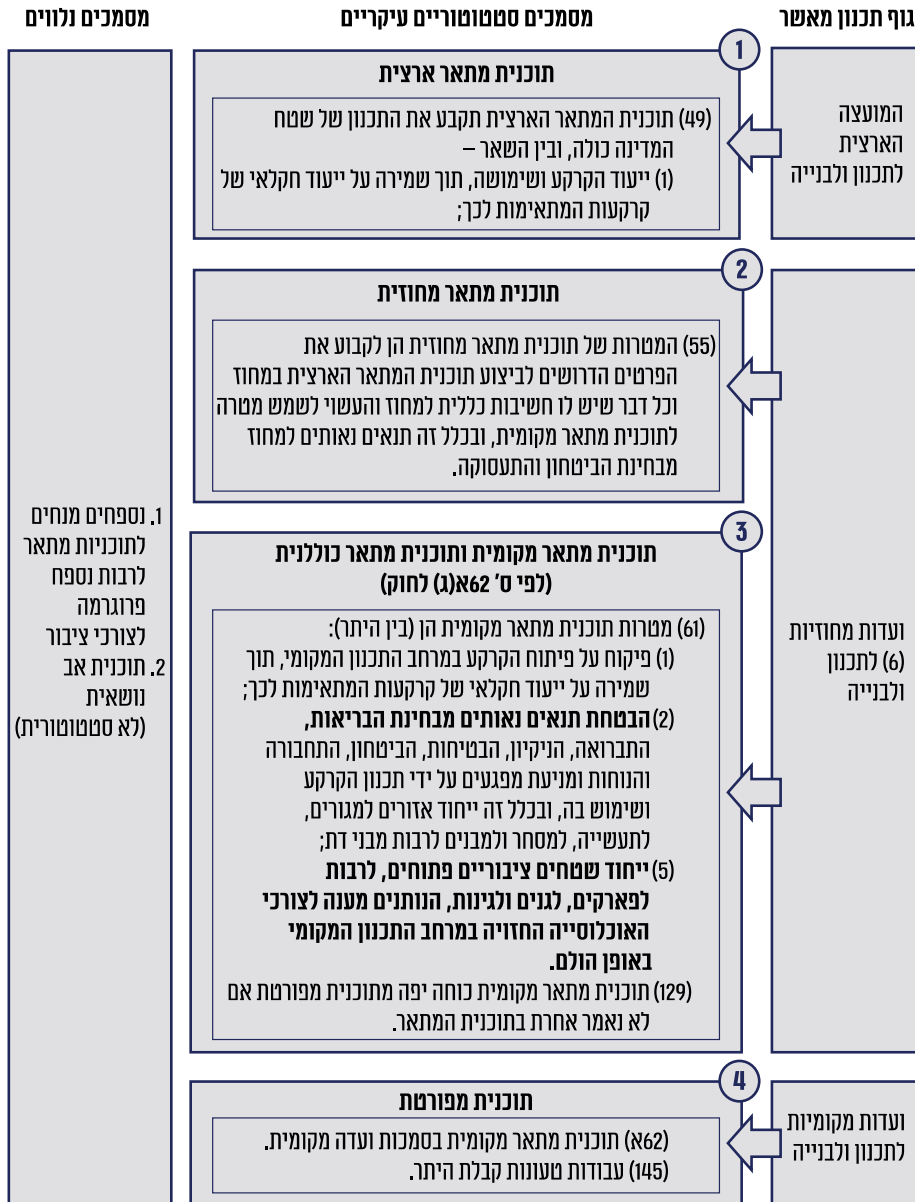 גוף תכנון מאשר
מסמכים סטטוטוריים עיקריים
מסמכים נלווים
המועצה
הארצית
לתכנון ולבנייה
1
תוכנית מתאר ארצית
(49) תוכנית המתאר הארצית תקבע את התכנון של שטח
המדינה כולה, ובין השאר –
(1) ייעוד הקרקע ושימושה, תוך שמירה על ייעוד חקלאי של
קרקעות המתאימות לכך;
ועדות מחוזיות
(6) לתכנון
ולבנייה
2
תוכנית מתאר מחוזית
(55) המטרות של תוכנית מתאר מחוזית הן לקבוע את
הפרטים הדרושים לביצוע תוכנית המתאר הארצית במחוז
וכל דבר שיש לו חשיבות כללית למחוז והעשוי לשמש מטרה
לתוכנית מתאר מקומית, ובכלל זה תנאים נאותים למחוז
מבחינת הביטחון והתעסוקה.
3
תוכנית מתאר מקומית ותוכנית מתאר כוללנית
(לפי ס' 62א(ג) לחוק)
(61) מטרות תוכנית מתאר מקומית הן (בין היתר):
(1) פיקוח על פיתוח הקרקע במרחב התכנון המקומי, תוך
שמירה על ייעוד חקלאי של קרקעות המתאימות לכך;
(2) הבטחת תנאים נאותים מבחינת הבריאות,
התברואה, הניקיון, הבטיחות, הביטחון, התחבורה
והנוחות ומניעת מפגעים על ידי תכנון הקרקע
ושימוש בה, ובכלל זה ייחוד אזורים למגורים,
לתעשייה, למסחר ולמבנים לרבות מבני דת;
(5) ייחוד שטחים ציבוריים פתוחים, לרבות
לפארקים, לגנים ולגינות, הנותנים מענה לצורכי
האוכלוסייה החזויה במרחב התכנון המקומי
באופן הולם.
(129) תוכנית מתאר מקומית כוחה יפה מתוכנית מפורטת אם
לא נאמר אחרת בתוכנית המתאר.
ועדות מקומיות
לתכנון ולבנייה
4
תוכנית מפורטת
(62א) תוכנית מתאר מקומית בסמכות ועדה מקומית.
(145) עבודות טעונות קבלת היתר.
1. נספחים מנחים
לתוכניות מתאר
לרבות נספח
פרוגרמה
לצורכי ציבור
2. תוכנית אב
נושאית
(לא סטטוטורית)